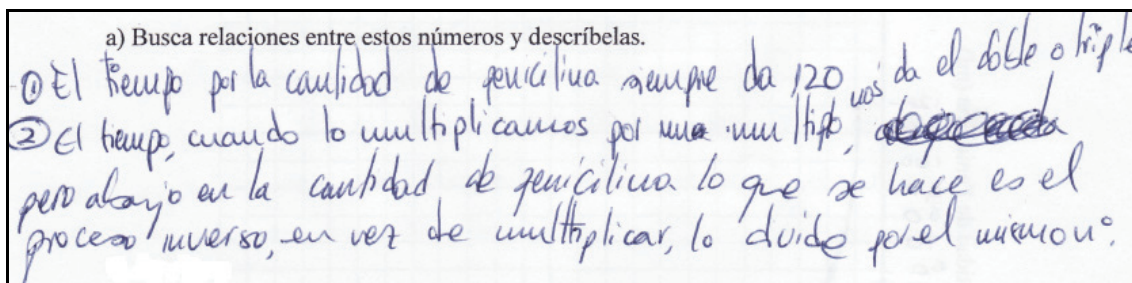 a) Busca relaciones entre estos números y descríbelas.
① El tiempo por la cantidad de penicilina siempre da 120
② El tiempo, cuando lo multiplicamos por un multiplo, nos da el doble o triple
pero abajo en la cantidad de penicilina lo que se hace es el
proceso inverso, en vez de multiplicar, lo divide por el mismo nº.